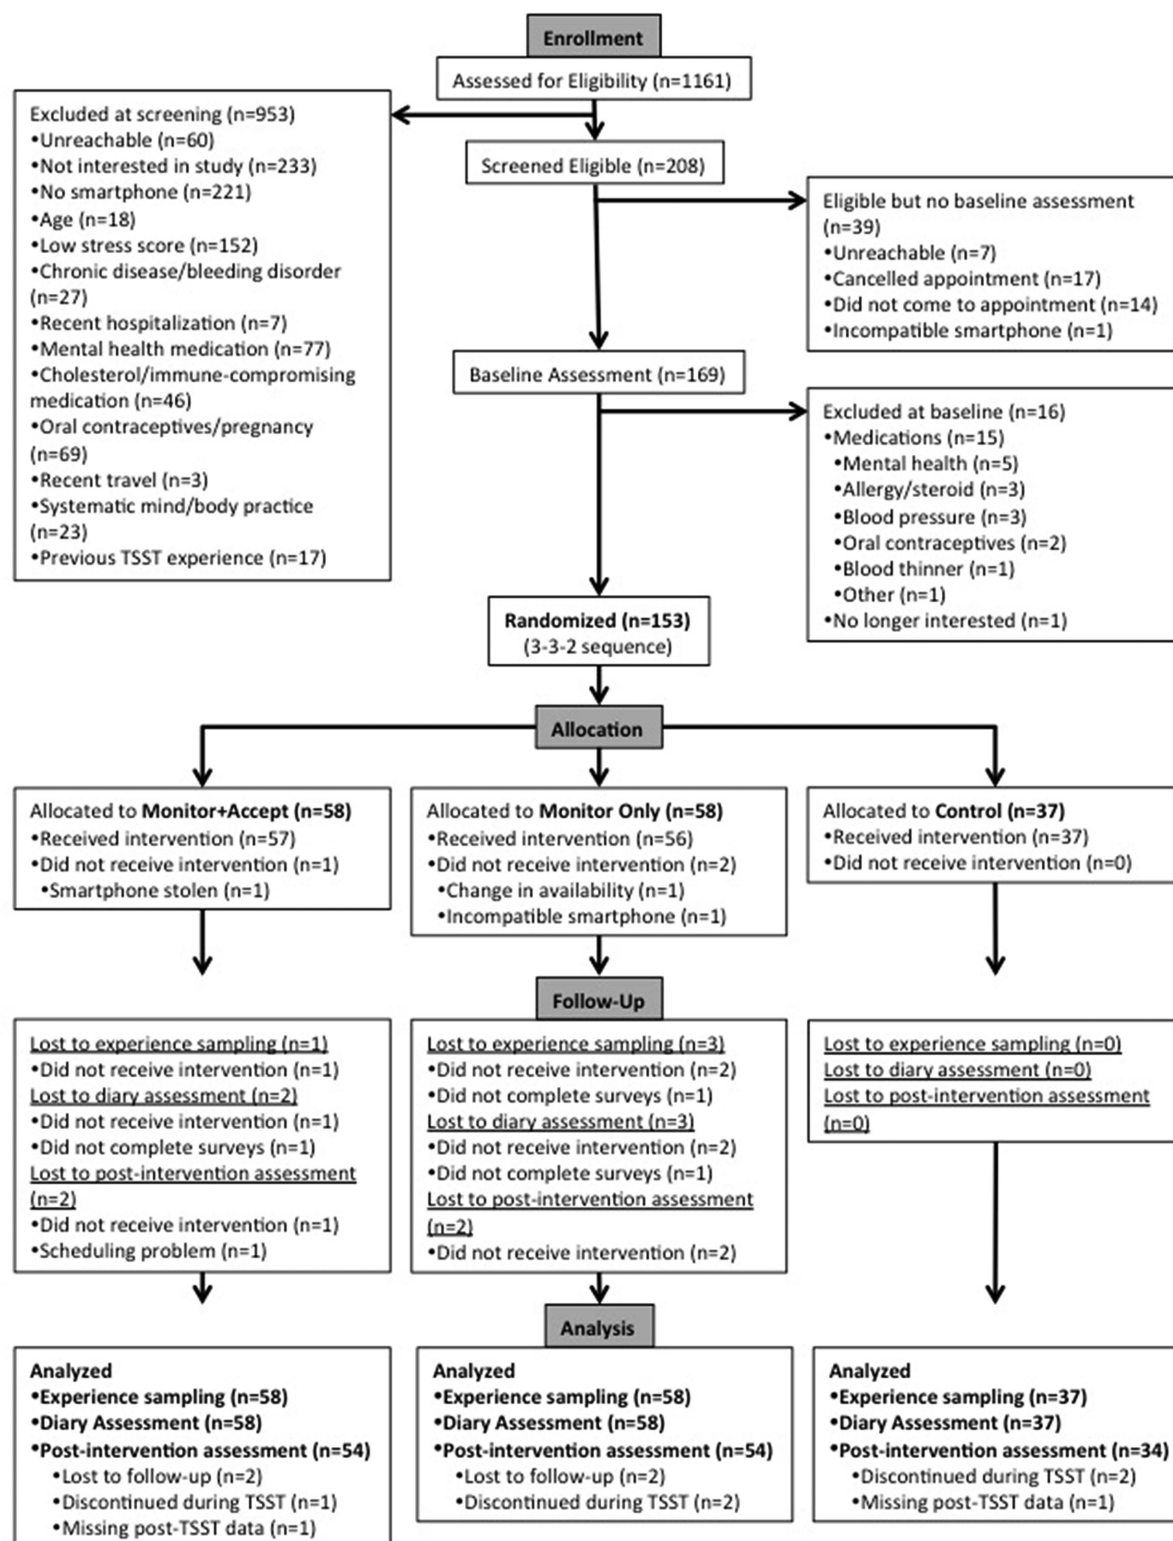 Enrollment
Assessed for Eligibility (n=1161)
Excluded at screening (n=953)
•Unreachable (n=60)
•Not interested in study (n=233)
•No smartphone (n=221)
•Age (n=18)
•Low stress score (n=152)
•Chronic disease/bleeding disorder
(n=27)
•Recent hospitalization (n=7)
•Mental health medication (n=77)
•Cholesterol/immune-compromising
medication (n=46)
•Oral contraceptives/pregnancy
(n=69)
•Recent travel (n=3)
•Systematic mind/body practice
(n=23)
•Previous TSST experience (n=17)
Screened Eligible (n=208)
Eligible but no baseline assessment
(n=39)
•Unreachable (n=7)
•Cancelled appointment (n=17)
•Did not come to appointment (n=14)
•Incompatible smartphone (n=1)
Baseline Assessment (n=169)
Excluded at baseline (n=16)
•Medications (n=15)
•Mental health (n=5)
•Allergy/steroid (n=3)
•Blood pressure (n=3)
•Oral contraceptives (n=2)
•Blood thinner (n=1)
•Other (n=1)
•No longer interested (n=1)
Randomized (n=153)
(3-3-2 sequence)
Allocation
Allocated to Monitor+Accept (n=58)
•Received intervention (n=57)
•Did not receive intervention (n=1)
•Smartphone stolen (n=1)
Allocated to Monitor Only (n=58)
•Received intervention (n=56)
•Did not receive intervention (n=2)
•Change in availability (n=1)
•Incompatible smartphone (n=1)
Allocated to Control (n=37)
•Received intervention (n=37)
•Did not receive intervention (n=0)
Follow-Up
Lost to experience sampling (n=1)
•Did not receive intervention (n=1)
Lost to diary assessment (n=2)
•Did not receive intervention (n=1)
•Did not complete surveys (n=1)
Lost to post-intervention assessment
(n=2)
•Did not receive intervention (n=1)
•Scheduling problem (n=1)
Lost to experience sampling (n=3)
•Did not receive intervention (n=2)
•Did not complete surveys (n=1)
Lost to diary assessment (n=3)
•Did not receive intervention (n=2)
•Did not complete surveys (n=1)
Lost to post-intervention assessment
(n=2)
•Did not receive intervention (n=2)
Lost to experience sampling (n=0)
Lost to diary assessment (n=0)
Lost to post-intervention assessment
(n=0)
Analysis
Analyzed
•Experience sampling (n=58)
•Diary Assessment (n=58)
•Post-intervention assessment (n=54)
•Lost to follow-up (n=2)
•Discontinued during TSST (n=1)
•Missing post-TSST data (n=1)
Analyzed
•Experience sampling (n=58)
•Diary Assessment (n=58)
•Post-intervention assessment (n=54)
•Lost to follow-up (n=2)
•Discontinued during TSST (n=2)
Analyzed
•Experience sampling (n=37)
•Diary Assessment (n=37)
•Post-intervention assessment (n=34)
•Discontinued during TSST (n=2)
•Missing post-TSST data (n=1)